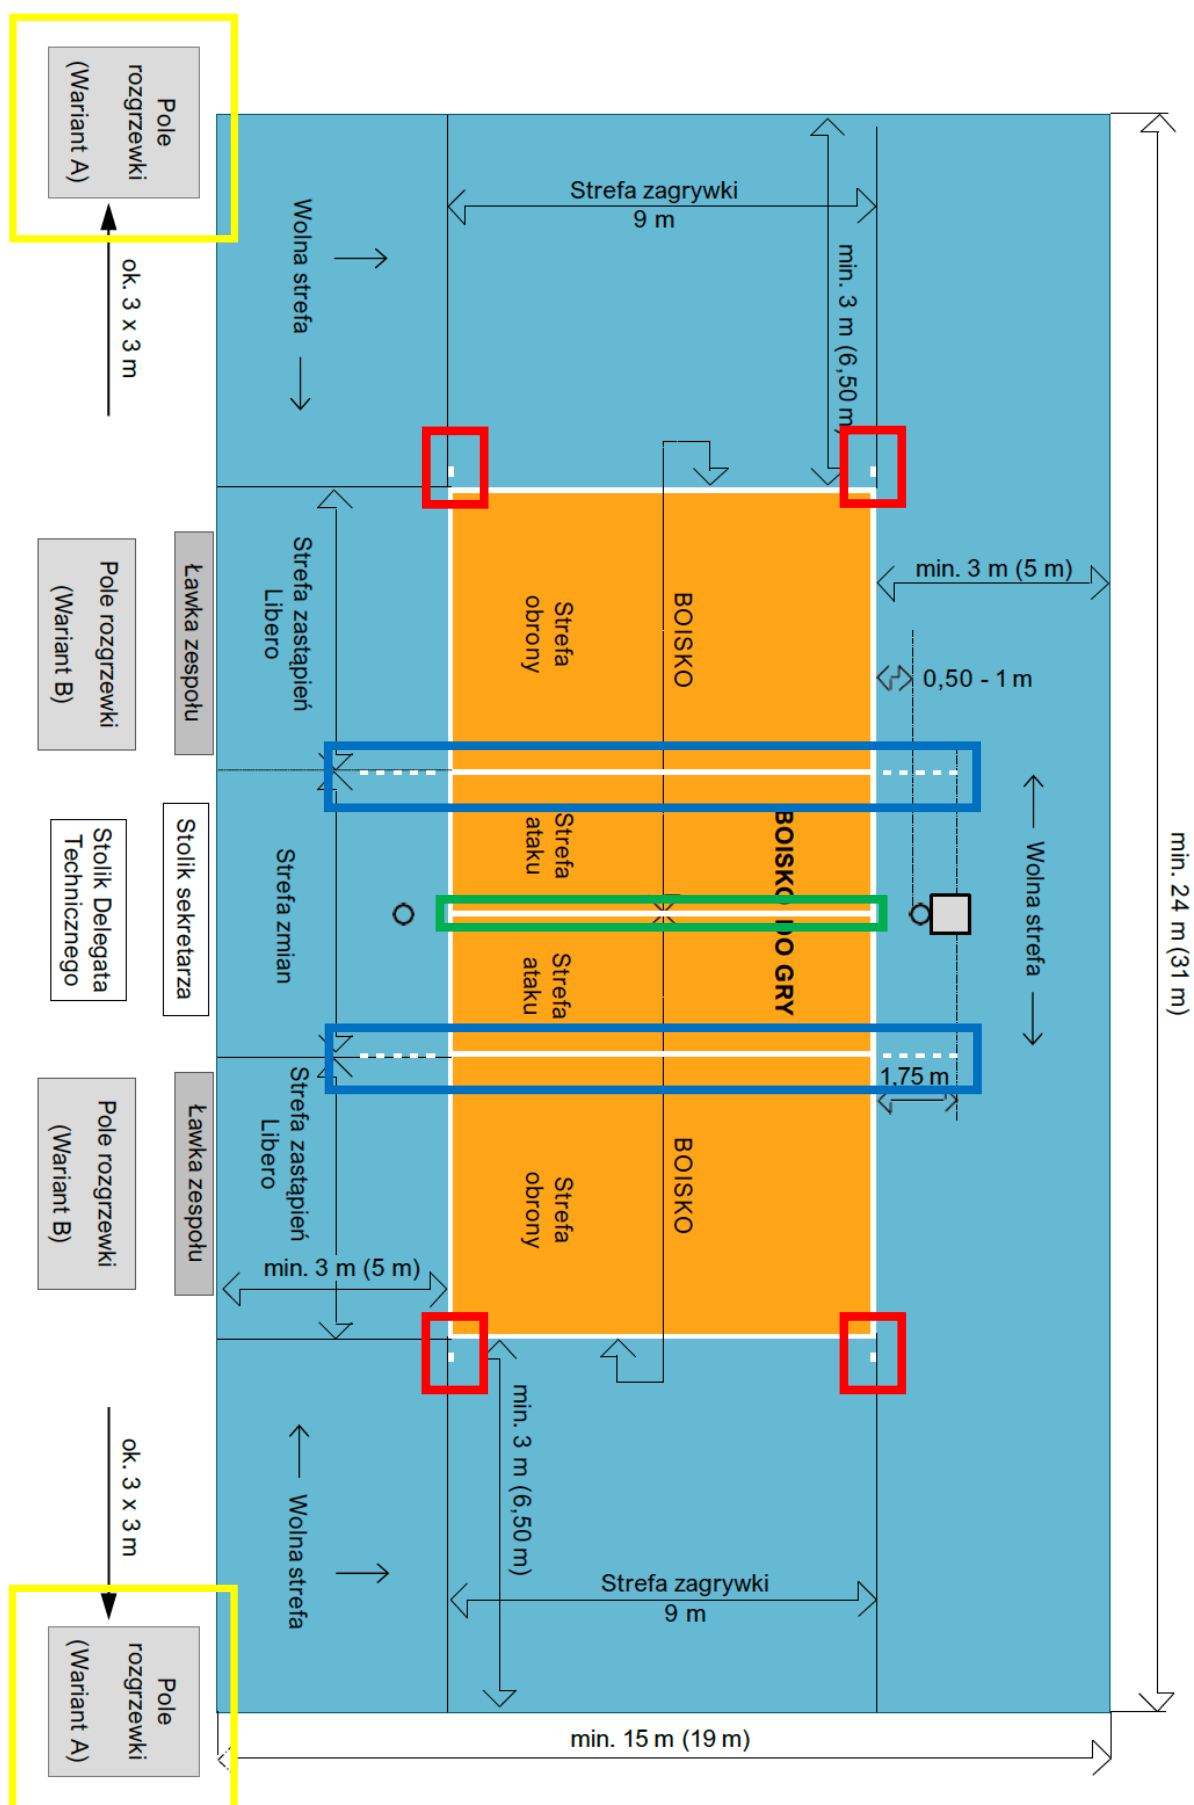 Pole
rozgrzewki
(Wariant A)
Strefa zagrywki
9 m
Wolna strefa
min. 3 m (6,50 m)
ok. 3 x 3 m
min. 3 m (5 m)
Strefa zastąpień
Libero
Ławka zespołu
Pole rozgrzewki
(Wariant B)
Strefa
obrony
BOISKO
0,50 - 1 m
Strefa
ataku
BOISKO DO GRY
Wolna strefa
min. 24 m (31 m)
Stolik Delegata
Technicznego
Stolik sekretarza
Strefa zmian
Strefa
ataku
1,75 m
Pole rozgrzewki
(Wariant B)
Ławka zespołu
Strefa zastąpień
Libero
Strefa
obrony
BOISKO
min. 3 m (5 m)
min. 3 m (6,50 m)
ok. 3 x 3 m
Wolna strefa
Strefa zagrywki
9 m
Pole
rozgrzewki
(Wariant A)
min. 15 m (19 m)